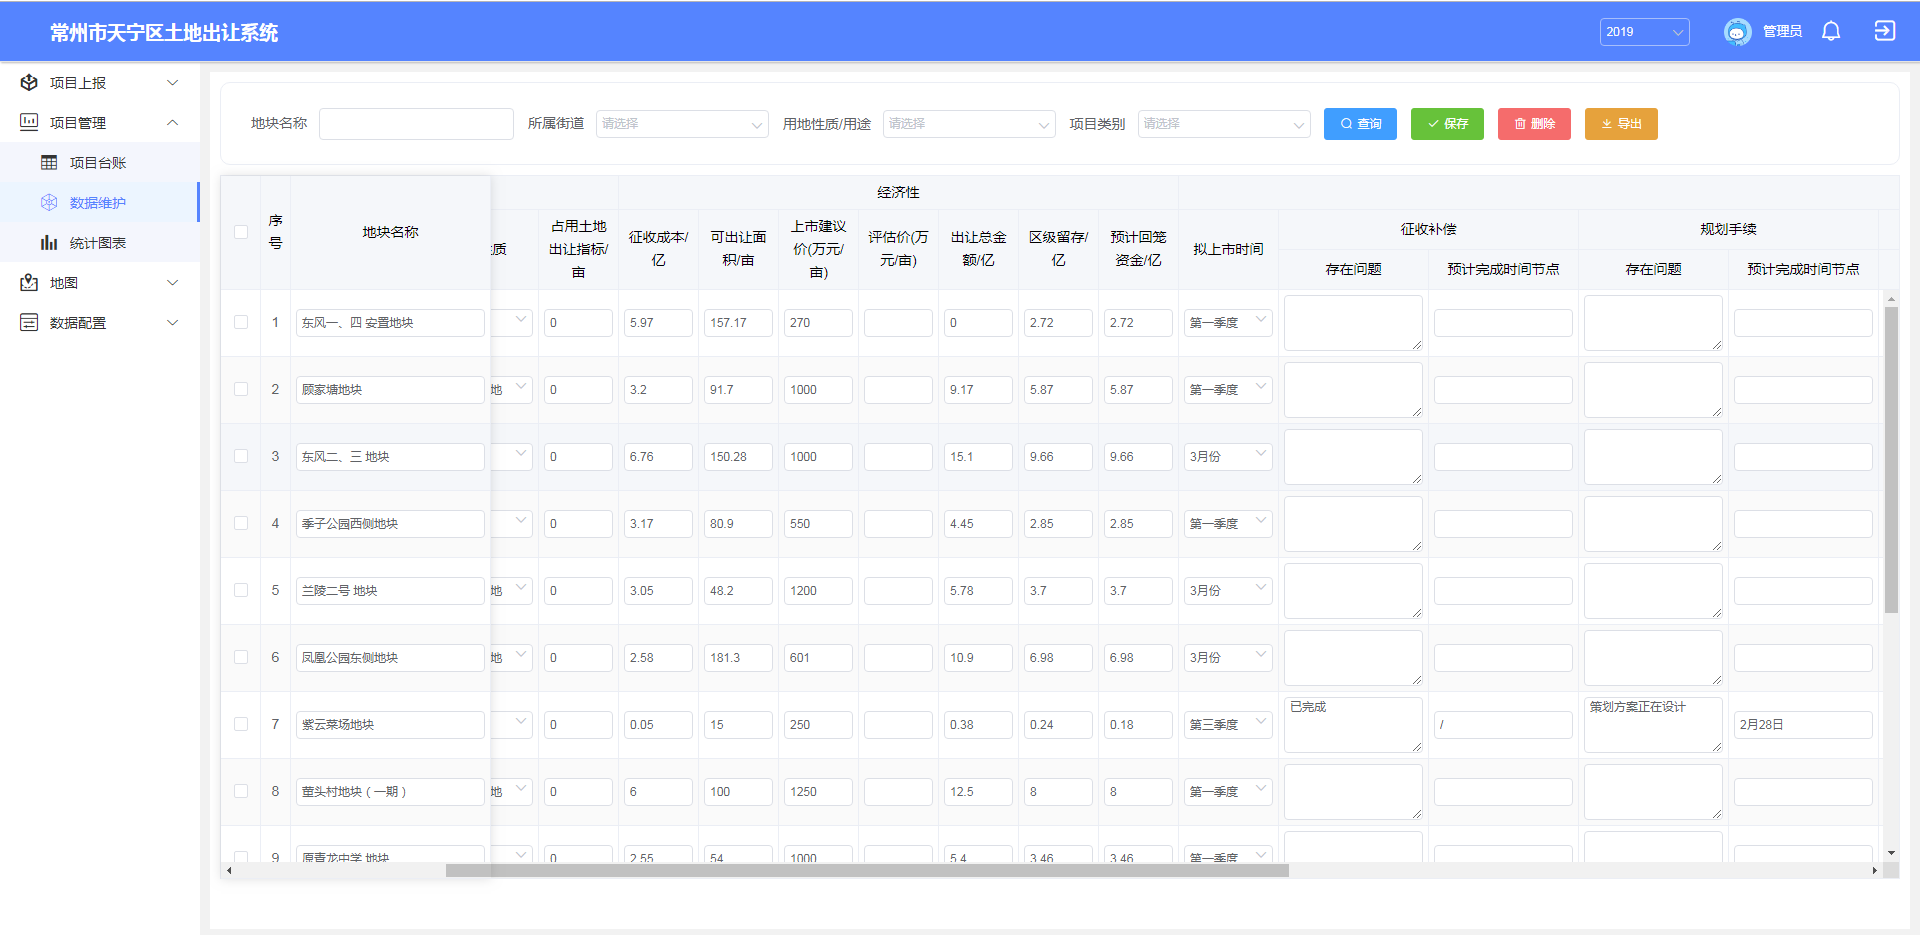 常州市天宁区土地出让系统
2019
管理员
项目上报
项目管理
项目台账
数据维护
统计图表
地图
数据配置
地块名称
所属街道 请选择
用地性质/用途 请选择
项目类别 请选择
查询
保存
删除
导出
序号 地块名称 质 占用土地出让指标/亩
经济性
征收成本/亿 可出让面积/亩 上市建议价(万元/亩) 评估价(万元/亩) 出让总金额/亿 区级留存/亿 预计回笼资金/亿
拟上市时间
征收补偿 规划手续
存在问题 预计完成时间节点 存在问题 预计完成时间节点
1 东风一、四 安置地块 0 5.97 157.17 270 0 2.72 2.72 第一季度
2 顾家塘地块 地 0 3.2 91.7 1000 9.17 5.87 5.87 第一季度
3 东风二、三 地块 0 6.76 150.28 1000 15.1 9.66 9.66 3月份
4 季子公园西侧地块 0 3.17 80.9 550 4.45 2.85 2.85 第一季度
5 兰陵二号 地块 地 0 3.05 48.2 1200 5.78 3.7 3.7 3月份
6 凤凰公园东侧地块 地 0 2.58 181.3 601 10.9 6.98 6.98 3月份
7 紫云菜场地块 0 0.05 15 250 0.38 0.24 0.18 第三季度 已完成 / 策划方案正在设计 2月28日
8 董头村地块（一期） 地 0 6 100 1250 12.5 8 8 第一季度
9 原青龙中学 地块 0 2.55 54 1000 5.4 3.46 3.46 第一季度